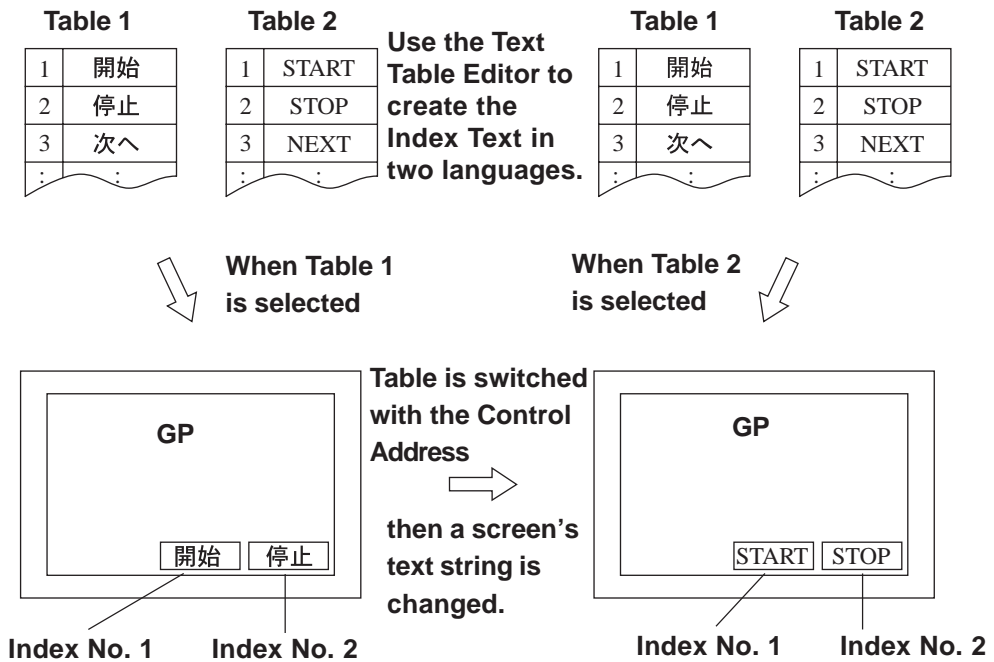 Table 1
1 開始
2 停止
3 次へ
: :
Table 2
1 START
2 STOP
3 NEXT
: :
Use the Text
Table Editor to
create the
Index Text in
two languages.
Table 1
1 開始
2 停止
3 次へ
: :
Table 2
1 START
2 STOP
3 NEXT
: :
When Table 1
is selected
When Table 2
is selected
GP
開始 停止
Index No. 1 Index No. 2
Table is switched
with the Control
Address
then a screen’s
text string is
changed.
GP
START STOP
Index No. 1 Index No. 2